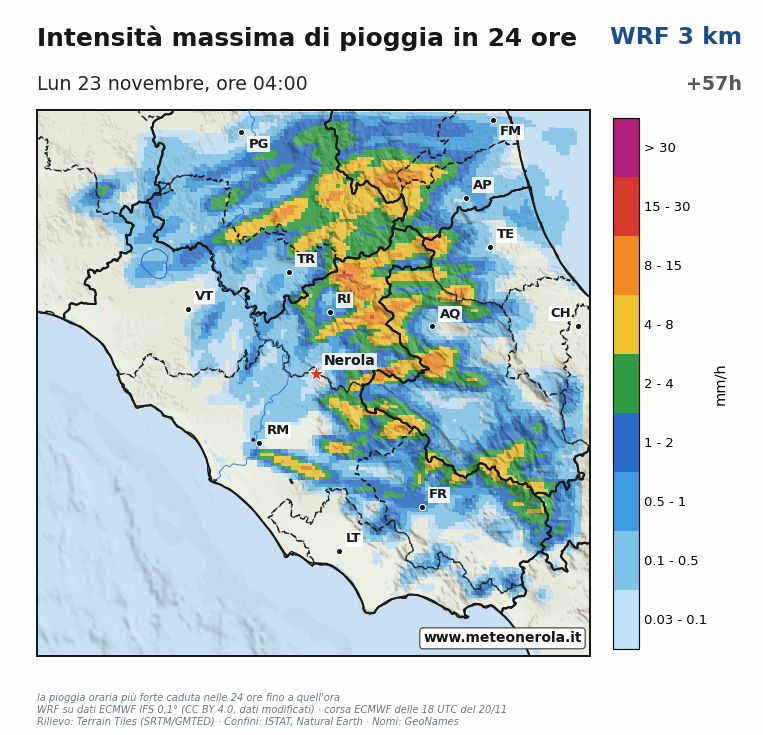 Intensità massima di pioggia in 24 ore
WRF 3 km
Lun 23 novembre, ore 04:00
+57h
PG
FM
AP
TE
TR
VT
RI
AQ
CH
Nerola
RM
FR
LT
www.meteonerola.it
> 30
15 - 30
8 - 15
4 - 8
2 - 4
1 - 2
0.5 - 1
0.1 - 0.5
0.03 - 0.1
mm/h
la pioggia oraria più forte caduta nelle 24 ore fino a quell'ora
WRF su dati ECMWF IFS 0,1° (CC BY 4.0, dati modificati) · corsa ECMWF delle 18 UTC del 20/11
Rilievo: Terrain Tiles (SRTM/GMTED) · Confini: ISTAT, Natural Earth · Nomi: GeoNames